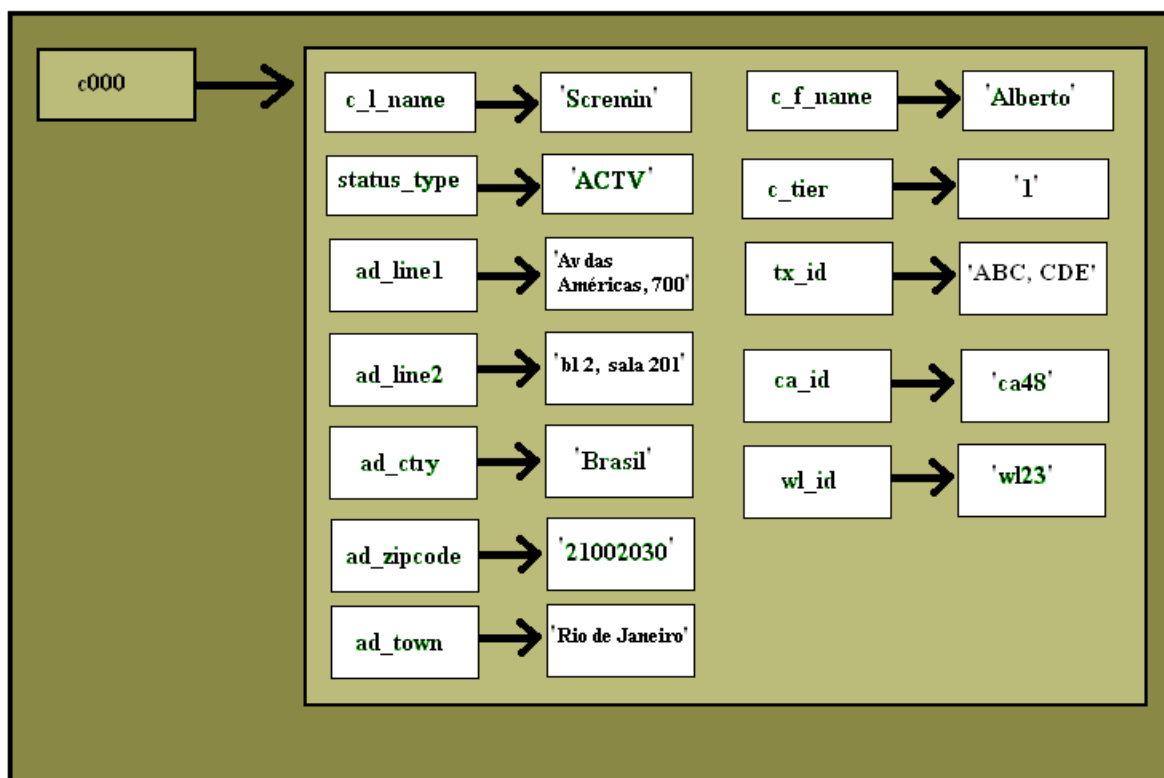 c000
c_l_name
'Scremin'
status_type
'ACTV'
ad_line1
'Av das
Américas, 700'
ad_line2
'bl 2, sala 201'
ad_ctry
'Brasil'
ad_zipcode
'21002030'
ad_town
'Rio de Janeiro'
c_f_name
'Alberto'
c_tier
'1'
tx_id
'ABC, CDE'
ca_id
'ca48'
wl_id
'wl23'